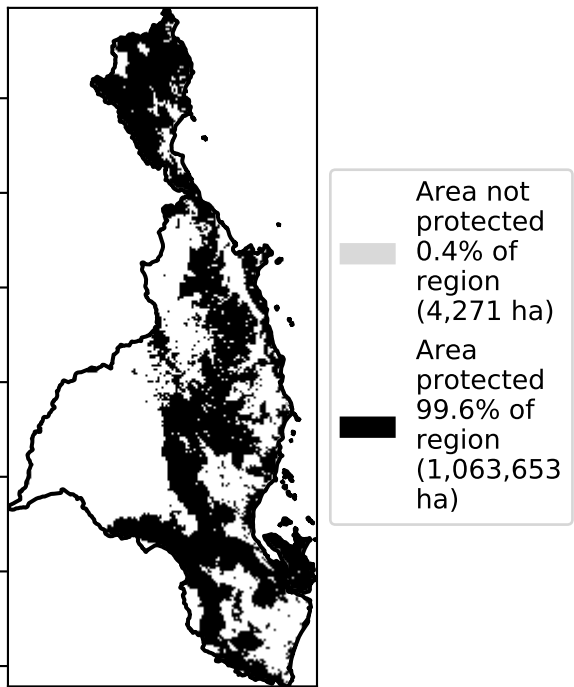 Area not
protected
0.4% of
region
(4,271 ha)
Area
protected
99.6% of
region
(1,063,653
ha)